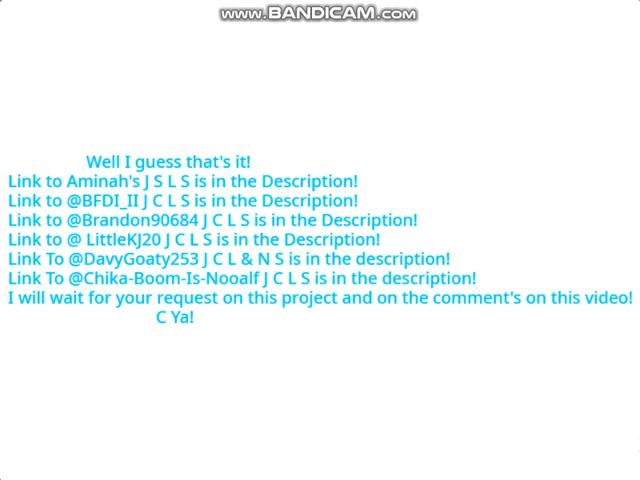 www.BANDICAM.com
Well I guess that's it!
Link to Aminah's J S L S is in the Description!
Link to @BFDI_II J C L S is in the Description!
Link to @Brandon90684 J C L S is in the Description!
Link to @ LittleKJ20 J C L S is in the Description!
Link To @DavyGoaty253 J C L & N S is in the description!
Link To @Chika-Boom-Is-Nooalf J C L S is in the description!
I will wait for your request on this project and on the comment's on this video!
C Ya!